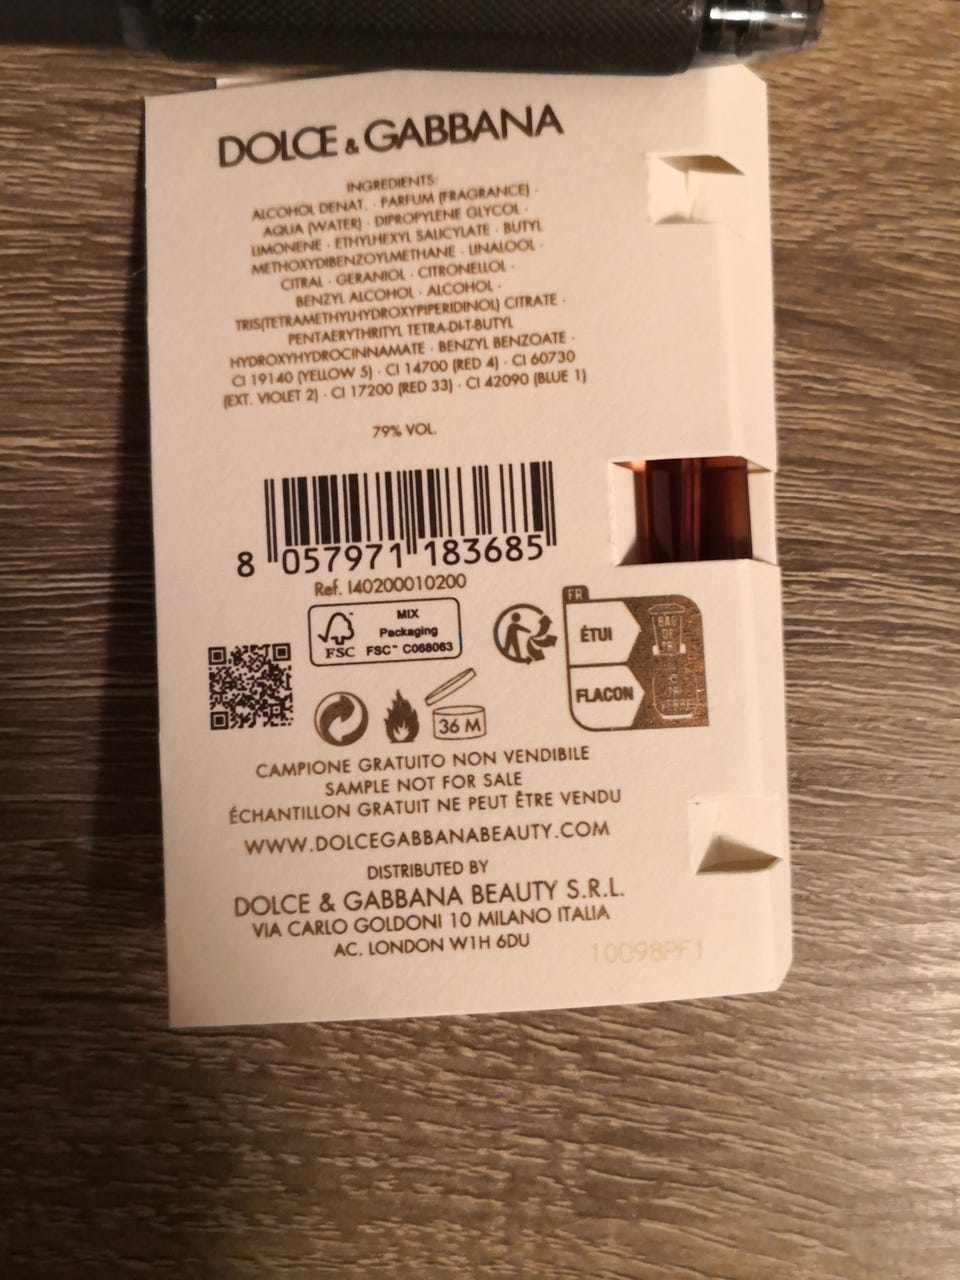 DOLCE & GABBANA
INGREDIENTS:
ALCOHOL DENAT. · PARFUM (FRAGRANCE) ·
AQUA (WATER) · DIPROPYLENE GLYCOL ·
LIMONENE · ETHYLHEXYL SALICYLATE · BUTYL
METHOXYDIBENZOYLMETHANE · LINALOOL ·
CITRAL · GERANIOL · CITRONELLOL ·
BENZYL ALCOHOL · ALCOHOL ·
TRIS(TETRAMETHYLHYDROXYPIPERIDINOL) CITRATE ·
PENTAERYTHRITYL TETRA-DI-T-BUTYL
HYDROXYHYDROCINNAMATE · BENZYL BENZOATE ·
CI 19140 (YELLOW 5) · CI 14700 (RED 4) · CI 60730
(EXT. VIOLET 2) · CI 17200 (RED 33) · CI 42090 (BLUE 1)
79% VOL.
8 057971 183685
Ref. I40200010200
FSC™
MIX
Packaging
FSC™ C068063
FR
ÉTUI
BAC
DE
TRI
FLACON
VERRE
36 M
CAMPIONE GRATUITO NON VENDIBILE
SAMPLE NOT FOR SALE
ÉCHANTILLON GRATUIT NE PEUT ÊTRE VENDU
WWW.DOLCEGABBANABEAUTY.COM
DISTRIBUTED BY
DOLCE & GABBANA BEAUTY S.R.L.
VIA CARLO GOLDONI 10 MILANO ITALIA
AC. LONDON W1H 6DU